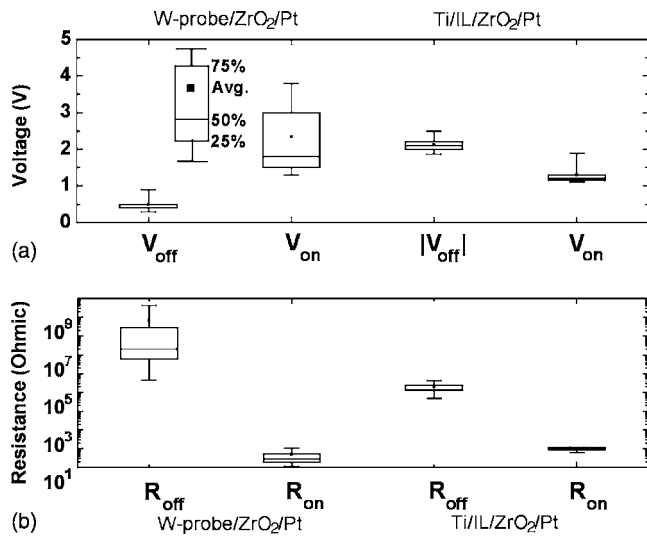 W-probe/ZrO2/Pt Ti/IL/ZrO2/Pt
5
4
3
2
1
0
Voltage (V)
75%
Avg.
50%
25%
(a)
Voff Von |Voff| Von
10^9
10^7
10^5
10^3
10^1
Resistance (Ohmic)
Roff Ron Roff Ron
(b)
W-probe/ZrO2/Pt Ti/IL/ZrO2/Pt